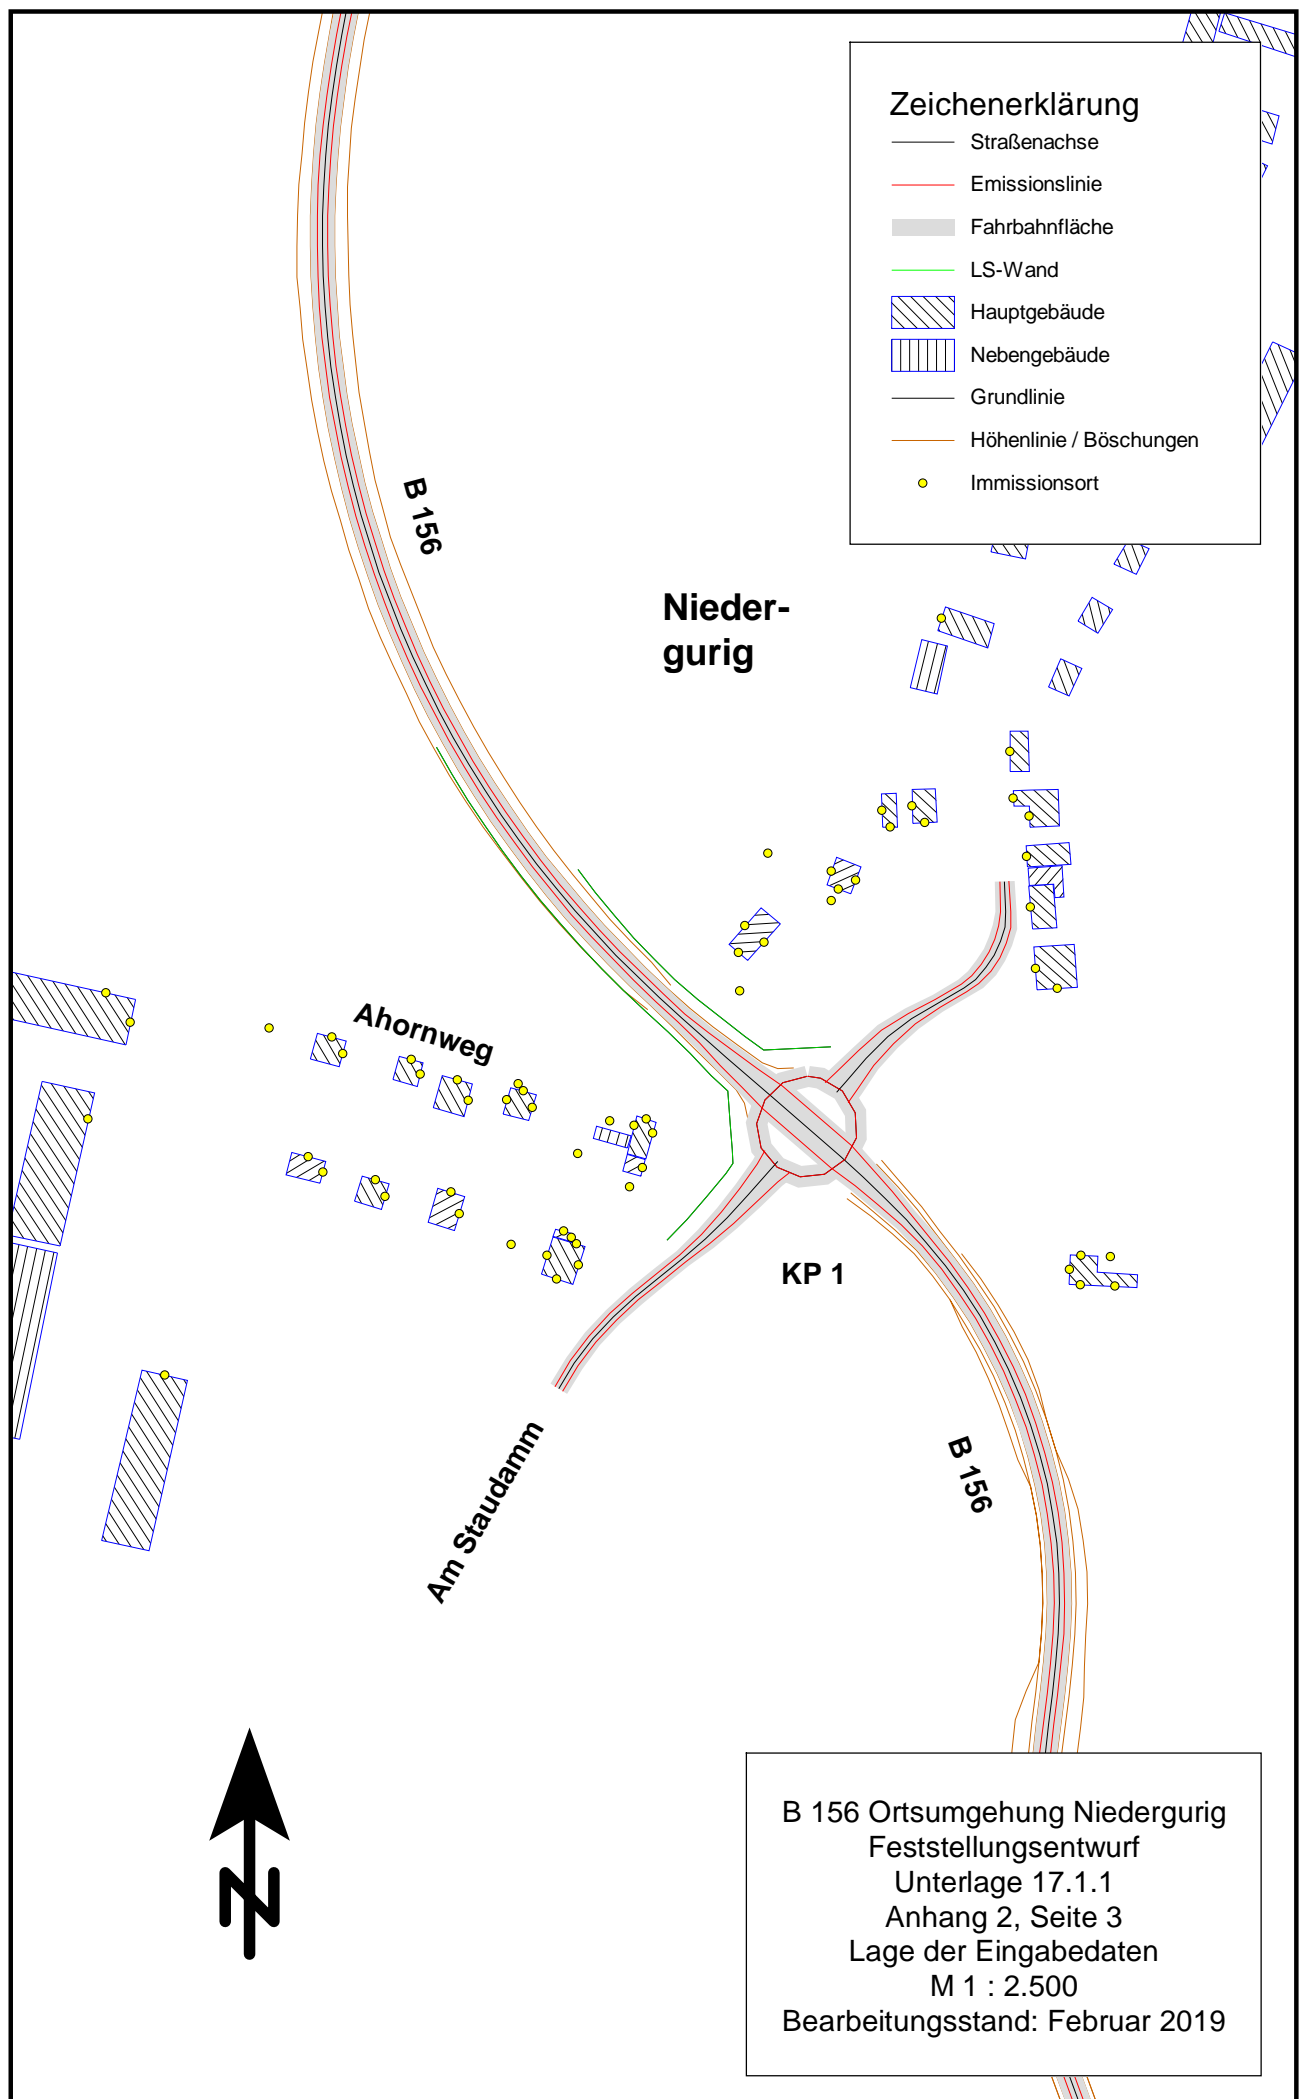 Zeichenerklärung
Straßenachse
Emissionslinie
Fahrbahnfläche
LS-Wand
Hauptgebäude
Nebengebäude
Grundlinie
Höhenlinie / Böschungen
Immissionsort
B 156
Nieder-
gurig
Ahornweg
KP 1
Am Staudamm
B 156
N
B 156 Ortsumgehung Niedergurig
Feststellungsentwurf
Unterlage 17.1.1
Anhang 2, Seite 3
Lage der Eingabedaten
M 1 : 2.500
Bearbeitungsstand: Februar 2019